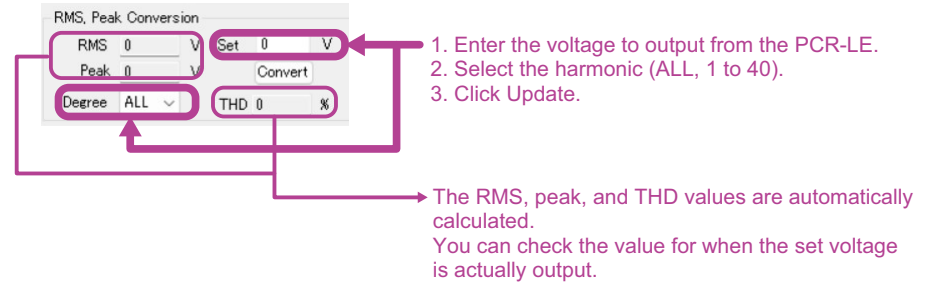 RMS, Peak Conversion
RMS 0 V Set 0 V
Peak 0 V Convert
Degree ALL THD 0 %
1. Enter the voltage to output from the PCR-LE.
2. Select the harmonic (ALL, 1 to 40).
3. Click Update.
The RMS, peak, and THD values are automatically
calculated.
You can check the value for when the set voltage
is actually output.